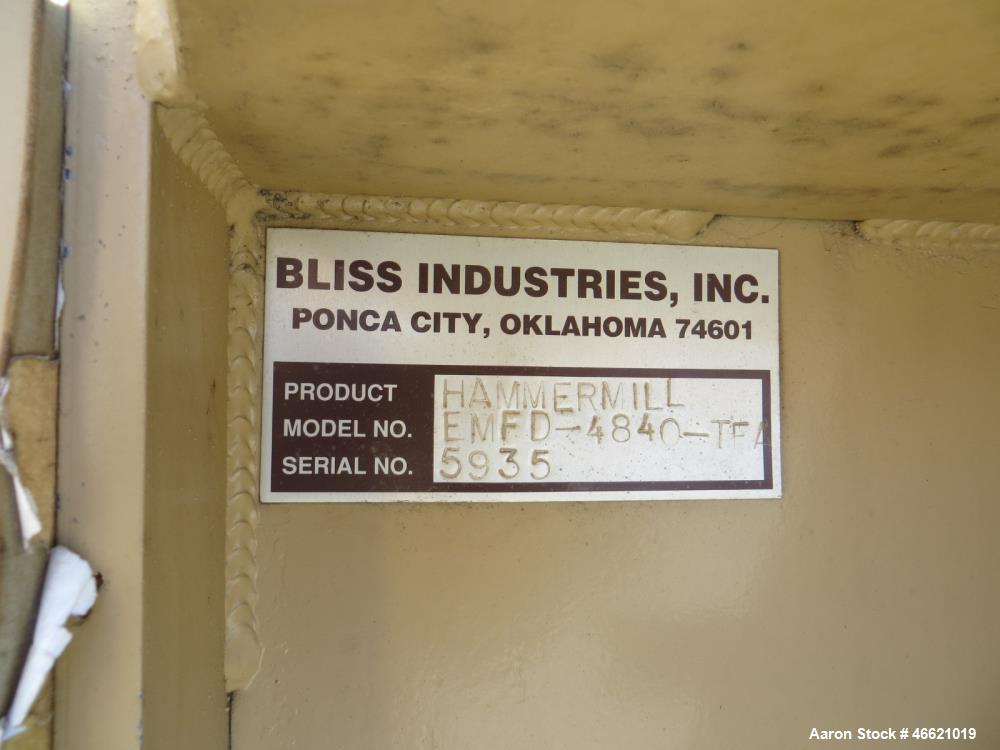 BLISS INDUSTRIES, INC.
PONCA CITY, OKLAHOMA 74601
PRODUCT HAMMERMILL
MODEL NO. EMFD-4840-TFA
SERIAL NO. 5935
Aaron Stock # 46621019